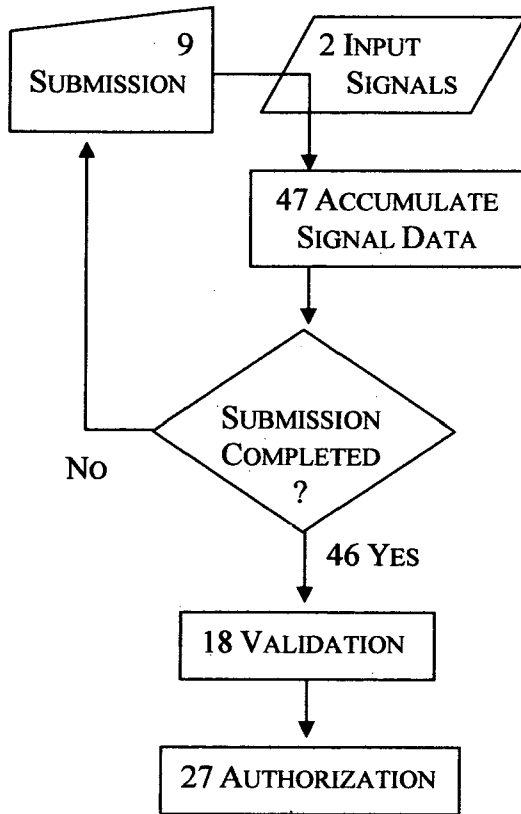 9
SUBMISSION
2 INPUT
SIGNALS
47 ACCUMULATE
SIGNAL DATA
SUBMISSION
COMPLETED
?
NO
46 YES
18 VALIDATION
27 AUTHORIZATION